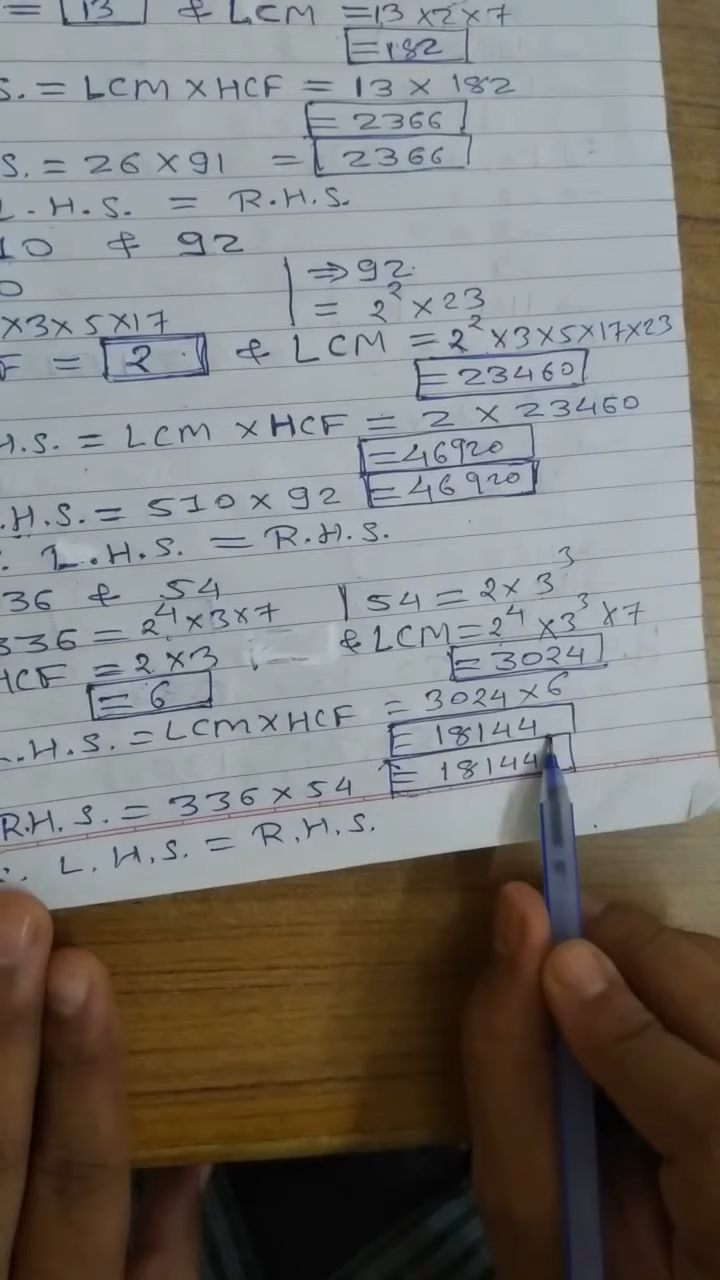 = 13 & LCM = 13 × 2 × 7
= 182
S. = LCM × HCF = 13 × 182
= 2366
S. = 26 × 91 = 2366
L.H.S. = R.H.S.
10 & 92
0 | ⇒ 92
× 3 × 5 × 17 | = 2² × 23
F = 2 & LCM = 2² × 3 × 5 × 17 × 23
= 23460
H.S. = LCM × HCF = 2 × 23460
= 46920
.H.S. = 510 × 92 = 46920
∴ L.H.S. = R.H.S.
36 & 54 | 54 = 2 × 3³
336 = 2⁴ × 3 × 7 & LCM = 2⁴ × 3³ × 7
HCF = 2 × 3 = 3024
= 6
L.H.S. = LCM × HCF = 3024 × 6
= 18144
R.H.S. = 336 × 54 = 18144
∴ L.H.S. = R.H.S.